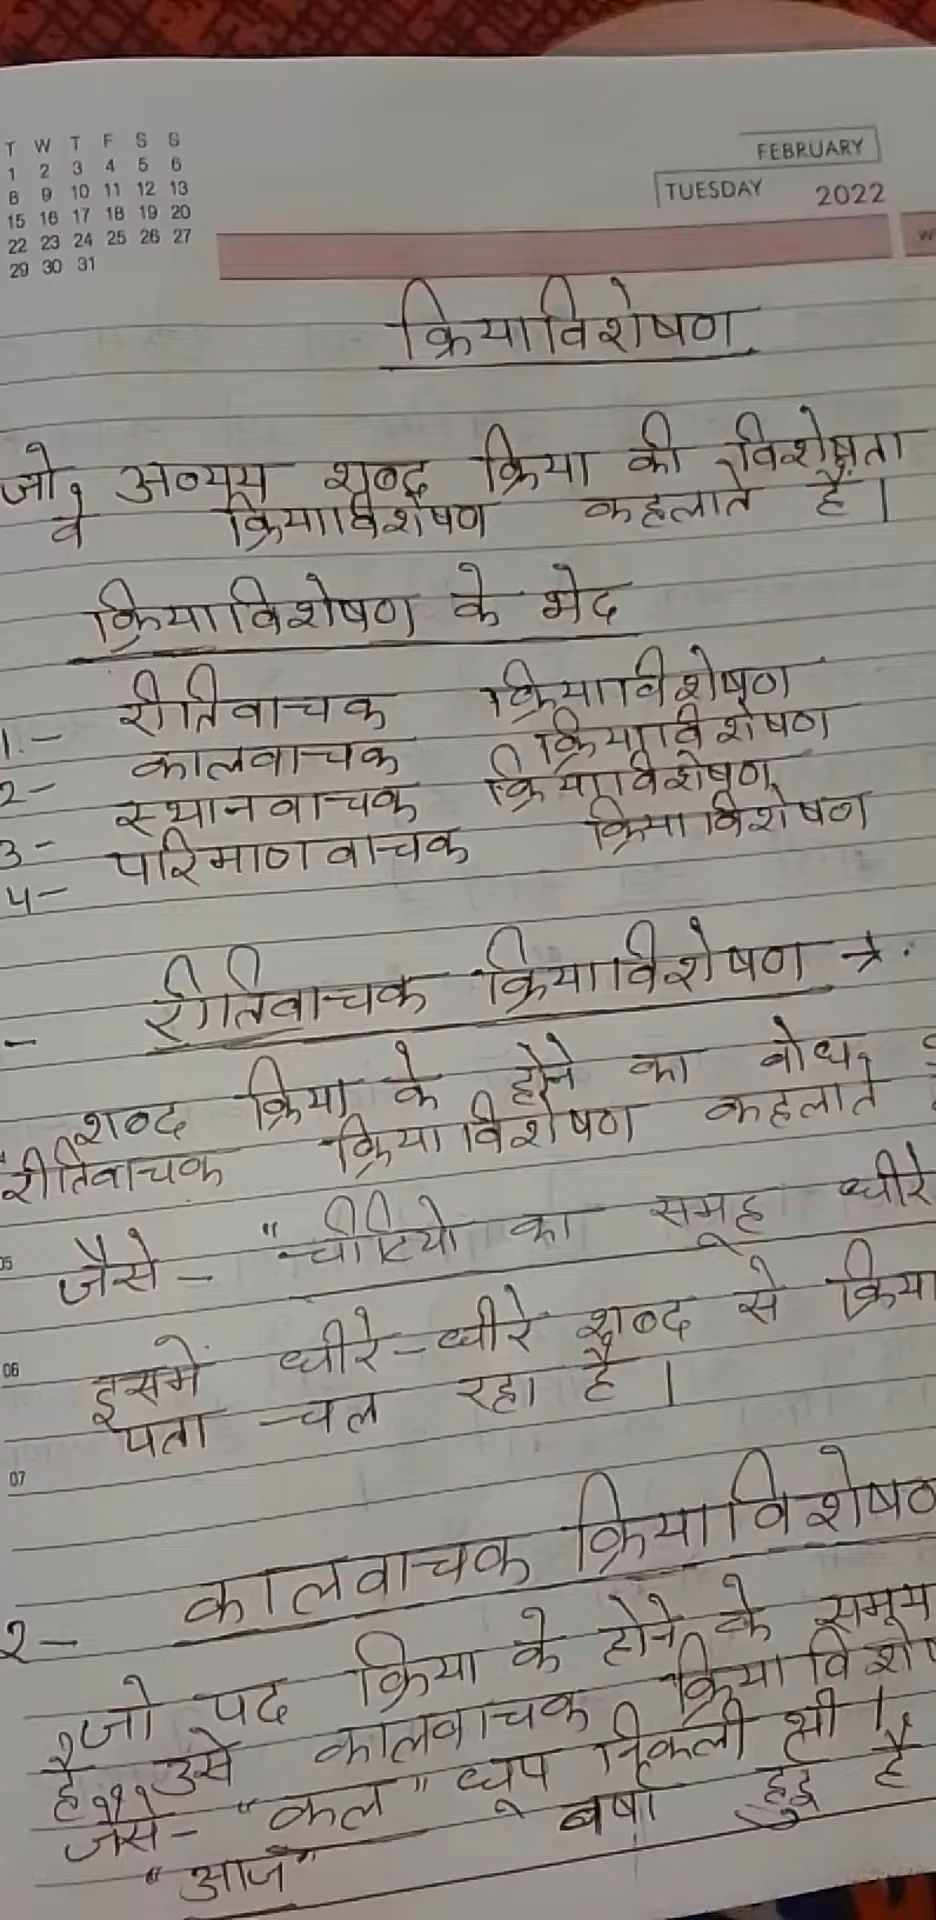 T W T F S S
1 2 3 4 5 6
8 9 10 11 12 13
15 16 17 18 19 20
22 23 24 25 26 27
29 30 31
FEBRUARY
TUESDAY 2022
W
क्रियाविशेषण
जो अव्यय शब्द क्रिया की विशेषता
वे क्रियाविशेषण कहलाते हैं।
क्रियाविशेषण के भेद
1.- रीतिवाचक क्रियाविशेषण
2- कालवाचक क्रियाविशेषण
3- स्थानवाचक क्रियाविशेषण
4- परिमाणवाचक क्रियाविशेषण
- रीतिवाचक क्रियाविशेषण →
शब्द क्रिया के होने का बोध
रीतिवाचक क्रियाविशेषण कहलाते
05 जैसे - "चीटियो का समूह धीरे
06 इसमे धीरे-धीरे शब्द से क्रिया
पता चल रहा है।
07
2- कालवाचक क्रियाविशेषण
जो पद क्रिया के होने के समय
है, उसे कालवाचक क्रिया विशे
जैसे - "कल" धूप निकली थी।
"आज" बर्षा हुई है